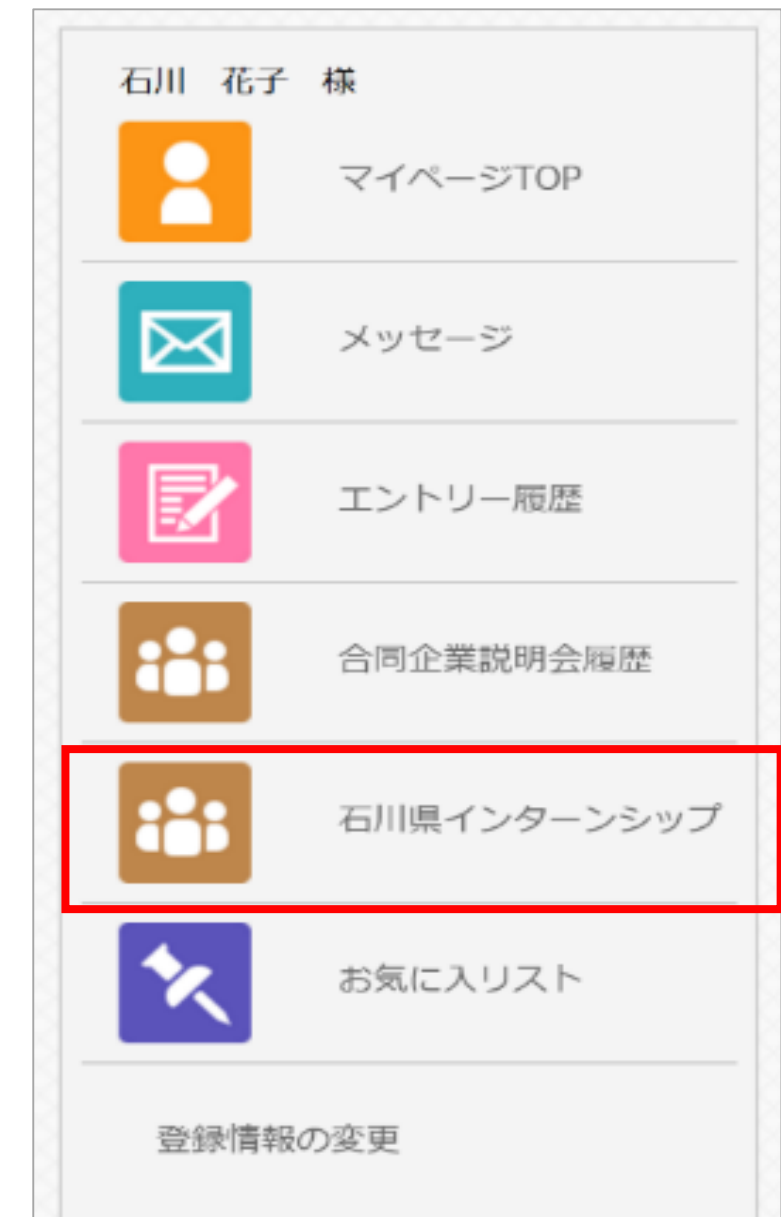 石川　花子　様
マイページTOP
メッセージ
エントリー履歴
合同企業説明会履歴
石川県インターンシップ
お気に入リスト
登録情報の変更